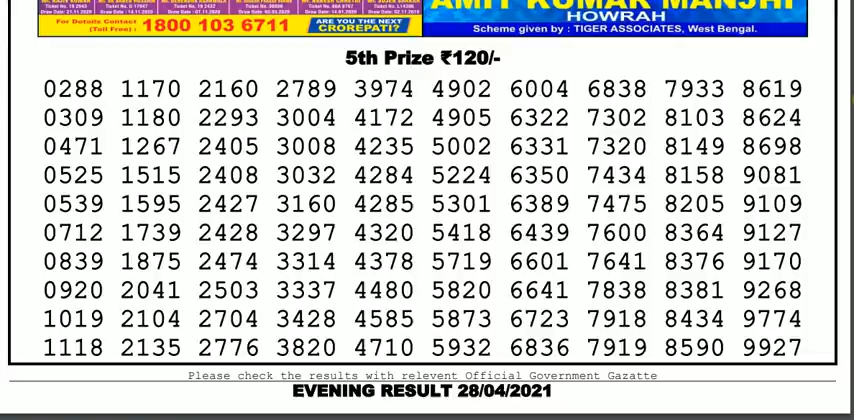 Ticket No. L 14396
AMIT KUMAR MANJHI
HOWRAH
Scheme given by : TIGER ASSOCIATES, West Bengal.
For Details Contact
(Toll Free) : 1800 103 6711
ARE YOU THE NEXT
CROREPATI?
5th Prize ₹120/-
0288 1170 2160 2789 3974 4902 6004 6838 7933 8619
0309 1180 2293 3004 4172 4905 6322 7302 8103 8624
0471 1267 2405 3008 4235 5002 6331 7320 8149 8698
0525 1515 2408 3032 4284 5224 6350 7434 8158 9081
0539 1595 2427 3160 4285 5301 6389 7475 8205 9109
0712 1739 2428 3297 4320 5418 6439 7600 8364 9127
0839 1875 2474 3314 4378 5719 6601 7641 8376 9170
0920 2041 2503 3337 4480 5820 6641 7838 8381 9268
1019 2104 2704 3428 4585 5873 6723 7918 8434 9774
1118 2135 2776 3820 4710 5932 6836 7919 8590 9927
Please check the results with relevent Official Government Gazatte
EVENING RESULT 28/04/2021